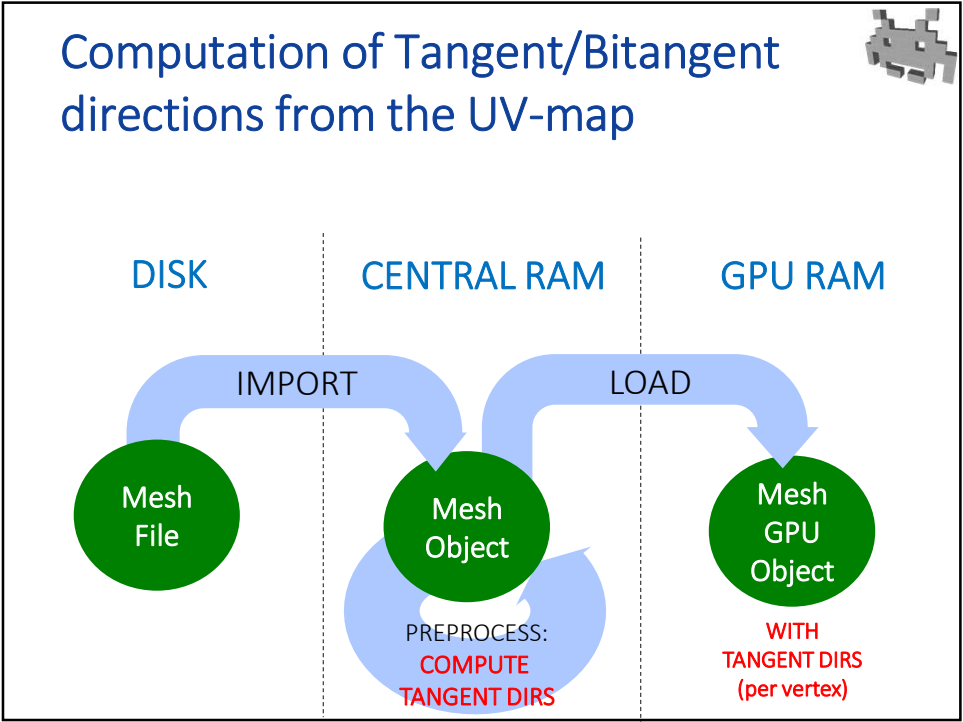 Computation of Tangent/Bitangent
directions from the UV-map
DISK
CENTRAL RAM
GPU RAM
IMPORT
LOAD
Mesh
File
Mesh
Object
Mesh
GPU
Object
PREPROCESS:
COMPUTE
TANGENT DIRS
WITH
TANGENT DIRS
(per vertex)